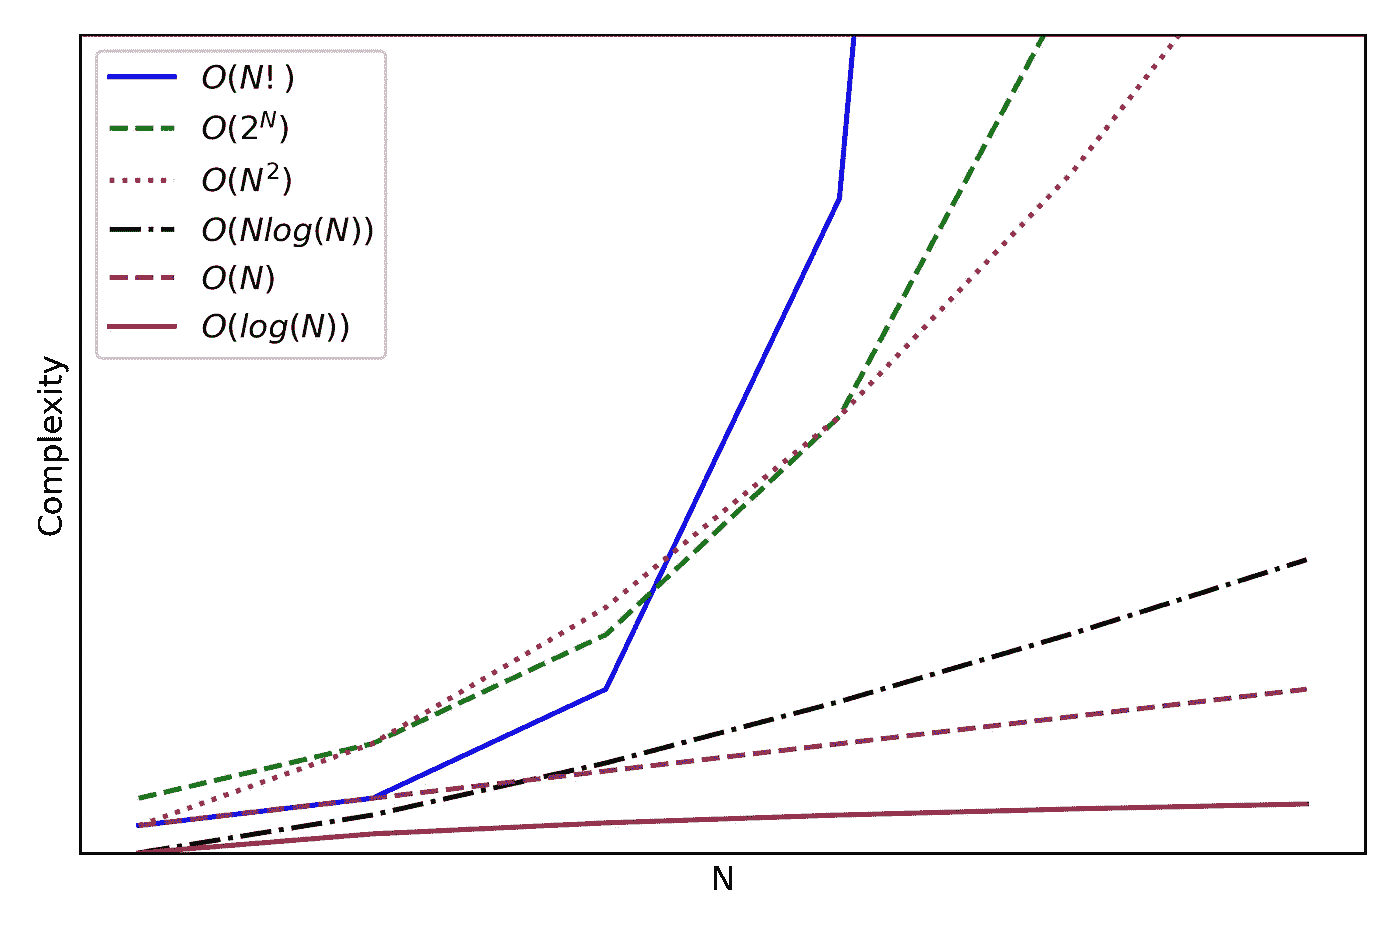 O(N!)
O(2^N)
O(N^2)
O(Nlog(N))
O(N)
O(log(N))
Complexity
N